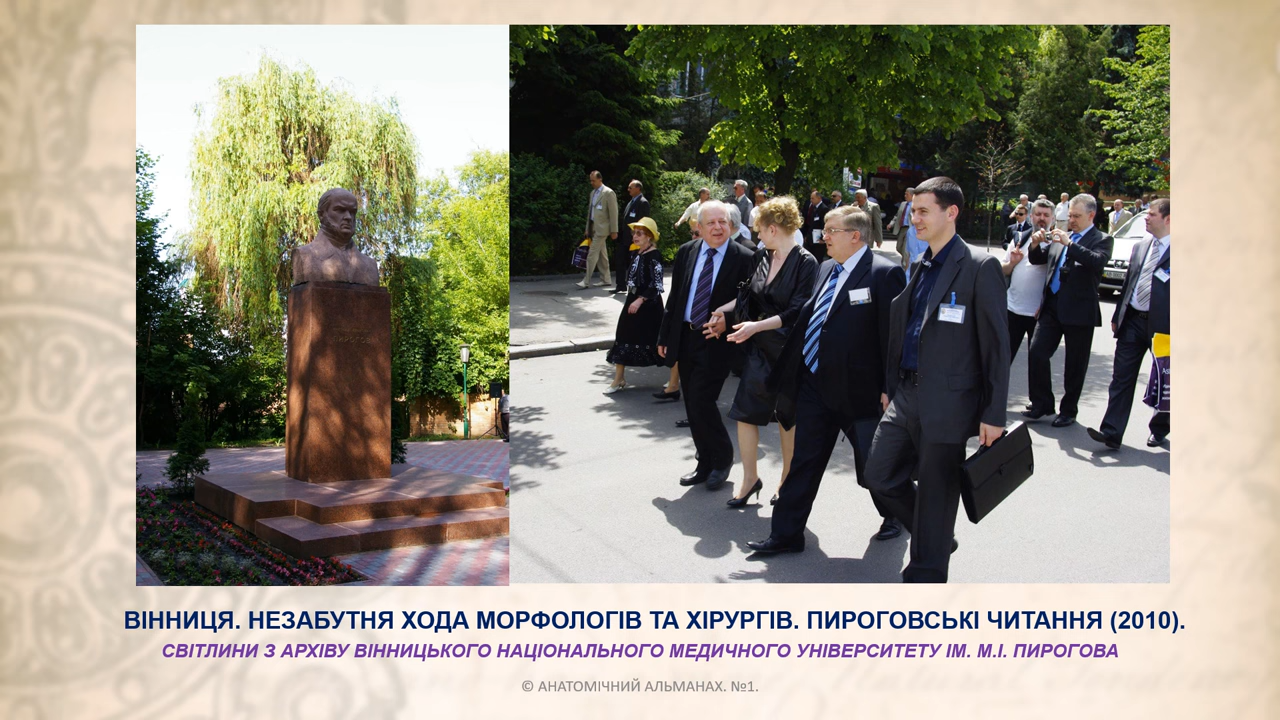 ВІННИЦЯ. НЕЗАБУТНЯ ХОДА МОРФОЛОГІВ ТА ХІРУРГІВ. ПИРОГОВСЬКІ ЧИТАННЯ (2010).
СВІТЛИНИ З АРХІВУ ВІННИЦЬКОГО НАЦІОНАЛЬНОГО МЕДИЧНОГО УНІВЕРСИТЕТУ ІМ. М.І. ПИРОГОВА
© АНАТОМІЧНИЙ АЛЬМАНАХ. №1.